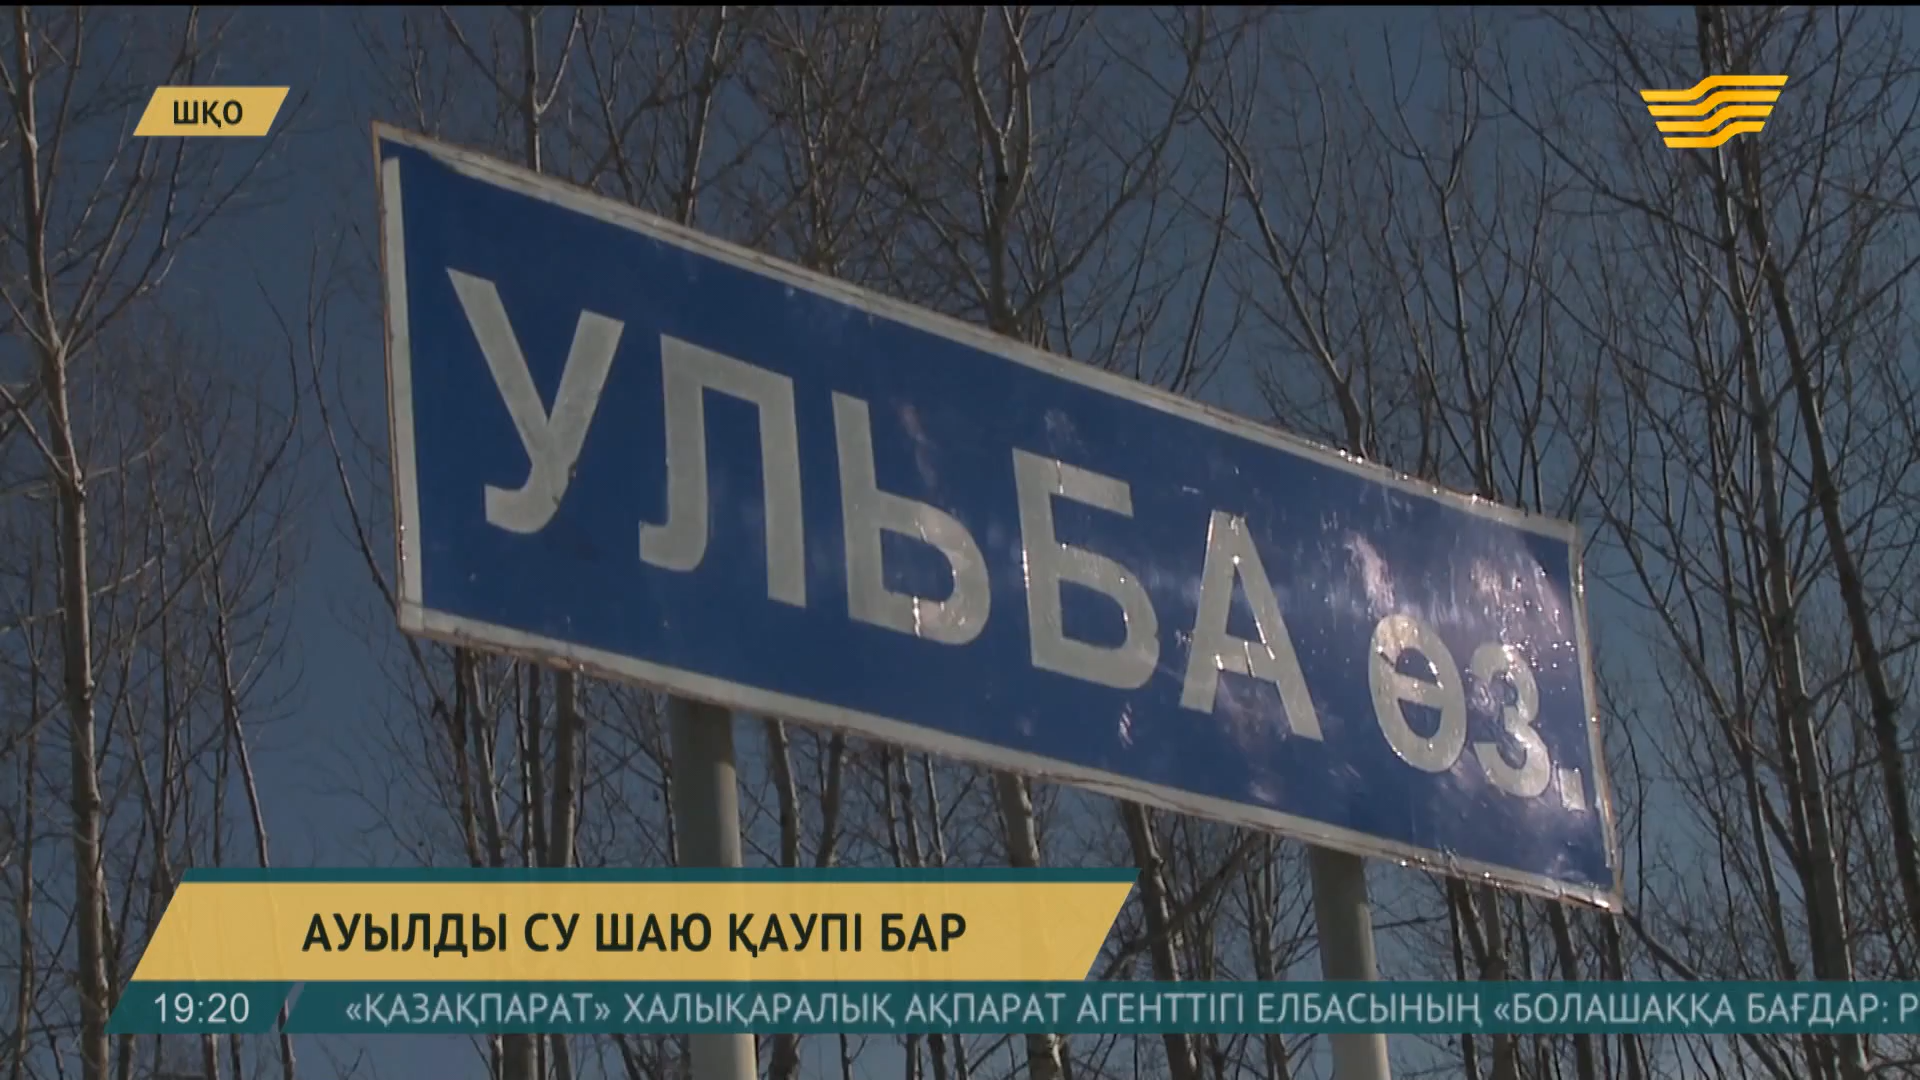 ШҚО
УЛЬБА өз.
АУЫЛДЫ СУ ШАЮ ҚАУПІ БАР
19:20 «ҚАЗАҚПАРАТ» ХАЛЫҚАРАЛЫҚ АҚПАРАТ АГЕНТТІГІ ЕЛБАСЫНЫҢ «БОЛАШАҚҚА БАҒДАР: Р